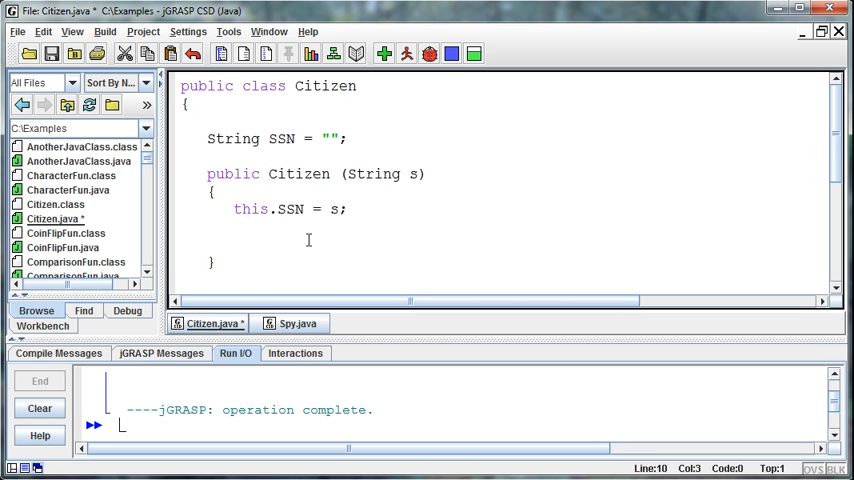 File: Citizen.java * C:\Examples - jGRASP CSD (Java)
File Edit View Build Project Settings Tools Window Help
All Files Sort By N...
C:\Examples
AnotherJavaClass.class
AnotherJavaClass.java
CharacterFun.class
CharacterFun.java
Citizen.class
Citizen.java *
CoinFlipFun.class
CoinFlipFun.java
ComparisonFun.class
ComparisonFun.java
Browse Find Debug
Workbench
public class Citizen
{
String SSN = "";
public Citizen (String s)
{
this.SSN = s;
}
Citizen.java * Spy.java
Compile Messages jGRASP Messages Run I/O Interactions
End
Clear
Help
----jGRASP: operation complete.
Line:10 Col:3 Code:0 Top:1 OVS BLK